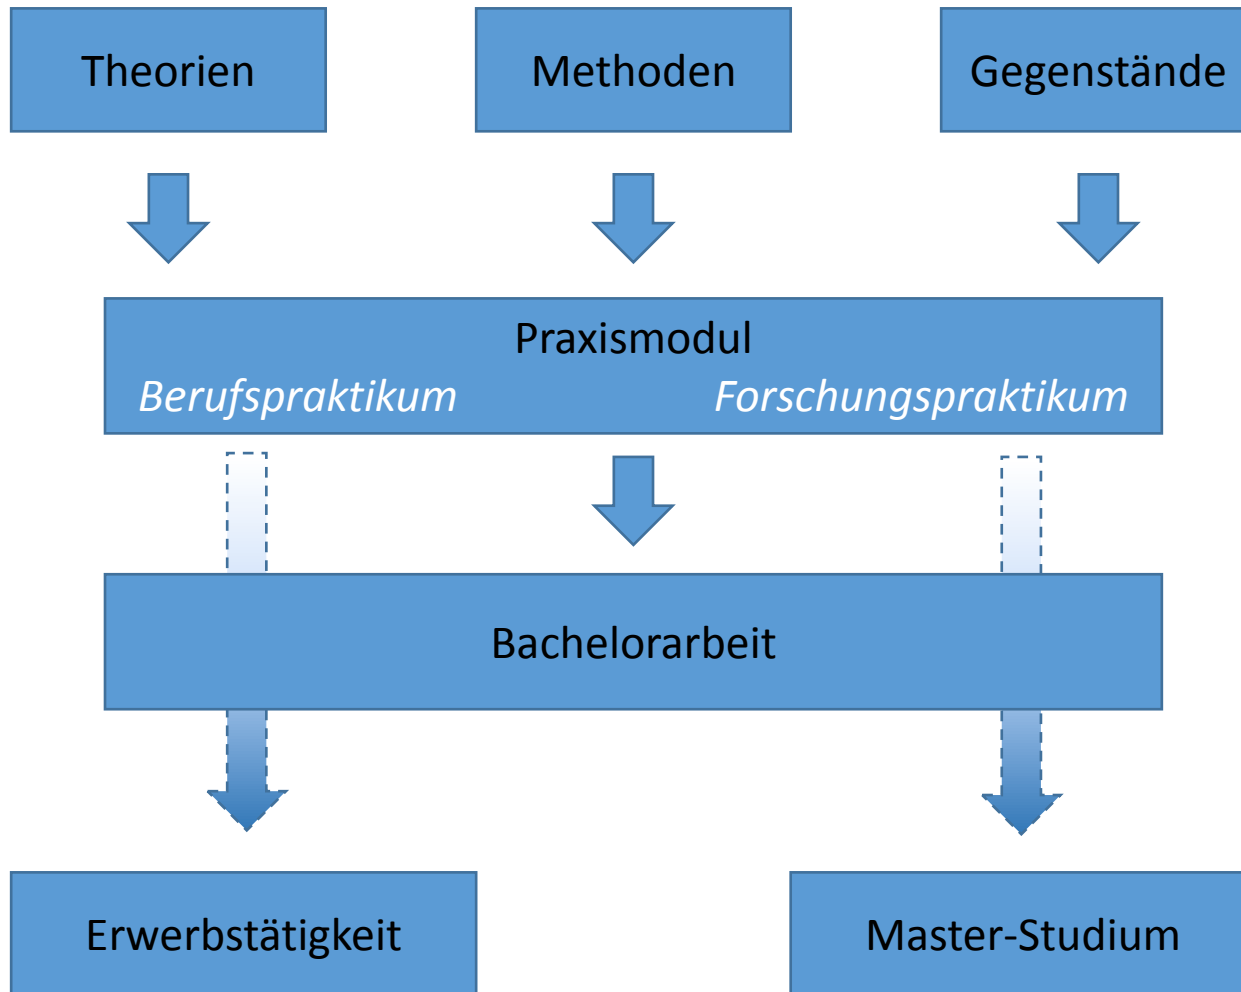 Theorien Methoden Gegenstände
Praxismodul
Berufspraktikum Forschungspraktikum
Bachelorarbeit
Erwerbstätigkeit Master-Studium